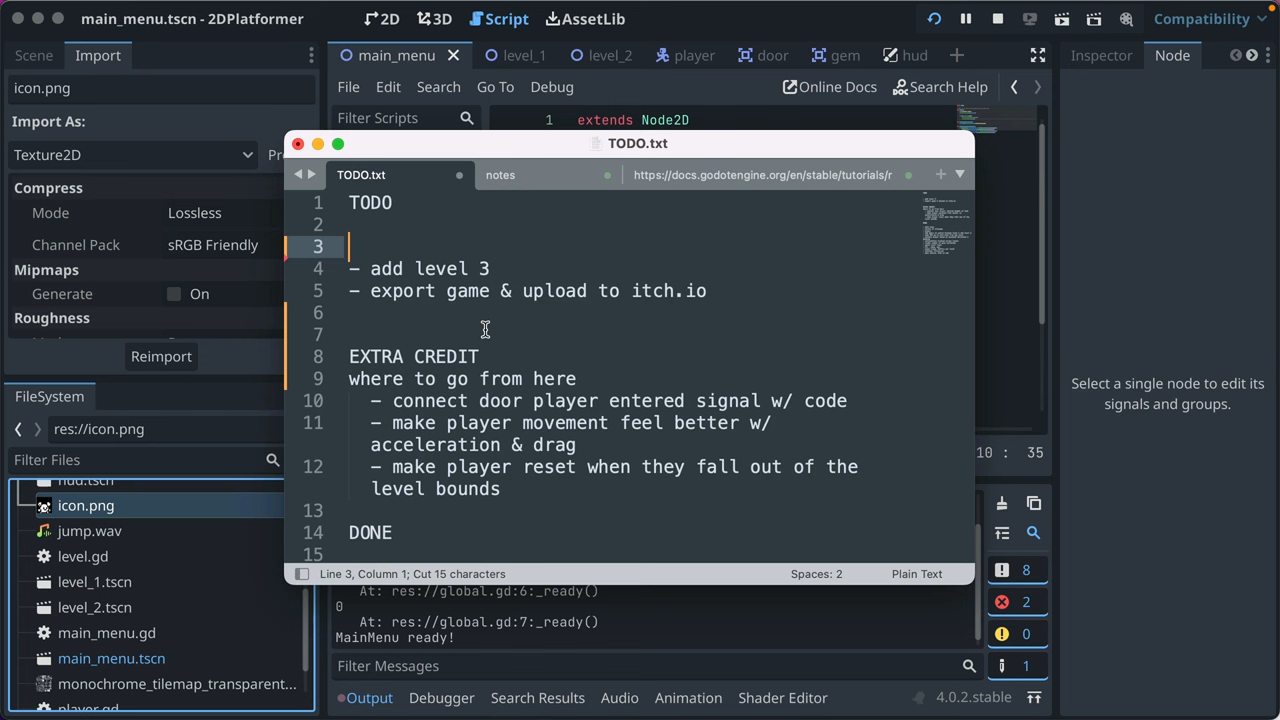 main_menu.tscn - 2DPlatformer
2D
3D
Script
AssetLib
Compatibility
Scene
Import
main_menu
level_1
level_2
player
door
gem
hud
Inspector
Node
icon.png
File
Edit
Search
Go To
Debug
Online Docs
Search Help
Import As:
Filter Scripts
1
extends Node2D
Texture2D
Compress
Mode
Lossless
Channel Pack
sRGB Friendly
Mipmaps
Generate
On
Roughness
Reimport
TODO.txt
TODO.txt
notes
https://docs.godotengine.org/en/stable/tutorials/r
1 TODO
2
3
4 - add level 3
5 - export game & upload to itch.io
6
7
8 EXTRA CREDIT
9 where to go from here
10 - connect door player entered signal w/ code
11 - make player movement feel better w/
acceleration & drag
12 - make player reset when they fall out of the
level bounds
13
14 DONE
15
Line 3, Column 1; Cut 15 characters
Spaces: 2
Plain Text
Select a single node to edit its
signals and groups.
10 : 35
FileSystem
res://icon.png
Filter Files
hud.tscn
icon.png
jump.wav
level.gd
level_1.tscn
level_2.tscn
main_menu.gd
main_menu.tscn
monochrome_tilemap_transparent...
player.gd
At: res://global.gd:6:_ready()
0
At: res://global.gd:7:_ready()
MainMenu ready!
Filter Messages
8
2
0
1
Output
Debugger
Search Results
Audio
Animation
Shader Editor
4.0.2.stable